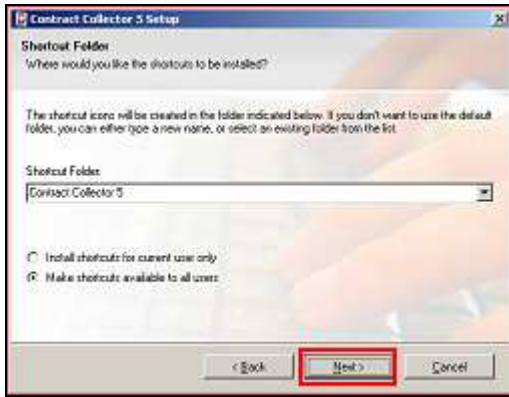 Contract Collector 5 Setup
Shortcut Folder
Where would you like the shortcuts to be installed?
The shortcut icons will be created in the folder indicated below. If you don't want to use the default
folder, you can either type a new name, or select an existing folder from the list.
Shortcut Folder:
Contract Collector 5
Install shortcuts for current user only
Make shortcuts available to all users
< Back
Next >
Cancel